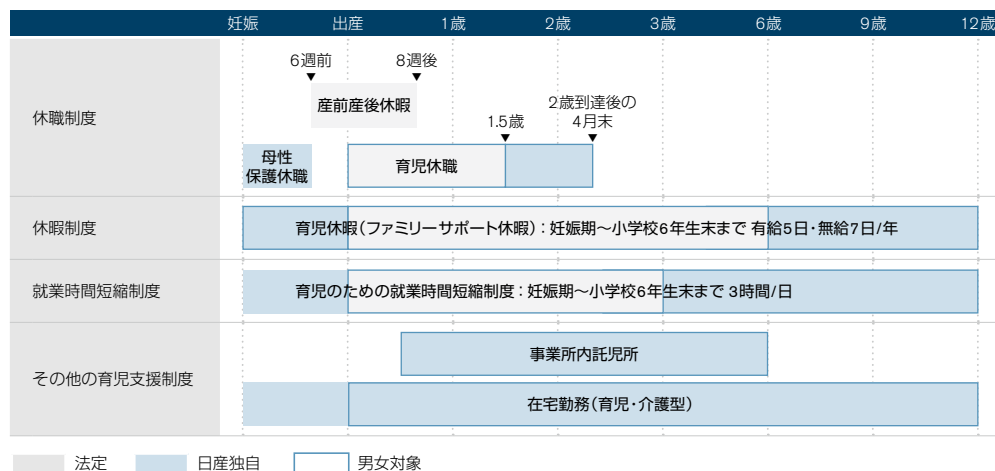 妊娠 出産 1歳 2歳 3歳 6歳 9歳 12歳
休職制度
6週前 8週後
産前産後休暇
1.5歳
2歳到達後の
4月末
母性
保護休職
育児休職
休暇制度
育児休暇(ファミリーサポート休暇):妊娠期〜小学校6年生末まで 有給5日・無給7日/年
就業時間短縮制度
育児のための就業時間短縮制度:妊娠期〜小学校6年生末まで 3時間/日
その他の育児支援制度
事業所内託児所
在宅勤務(育児・介護型)
法定 日産独自 男女対象